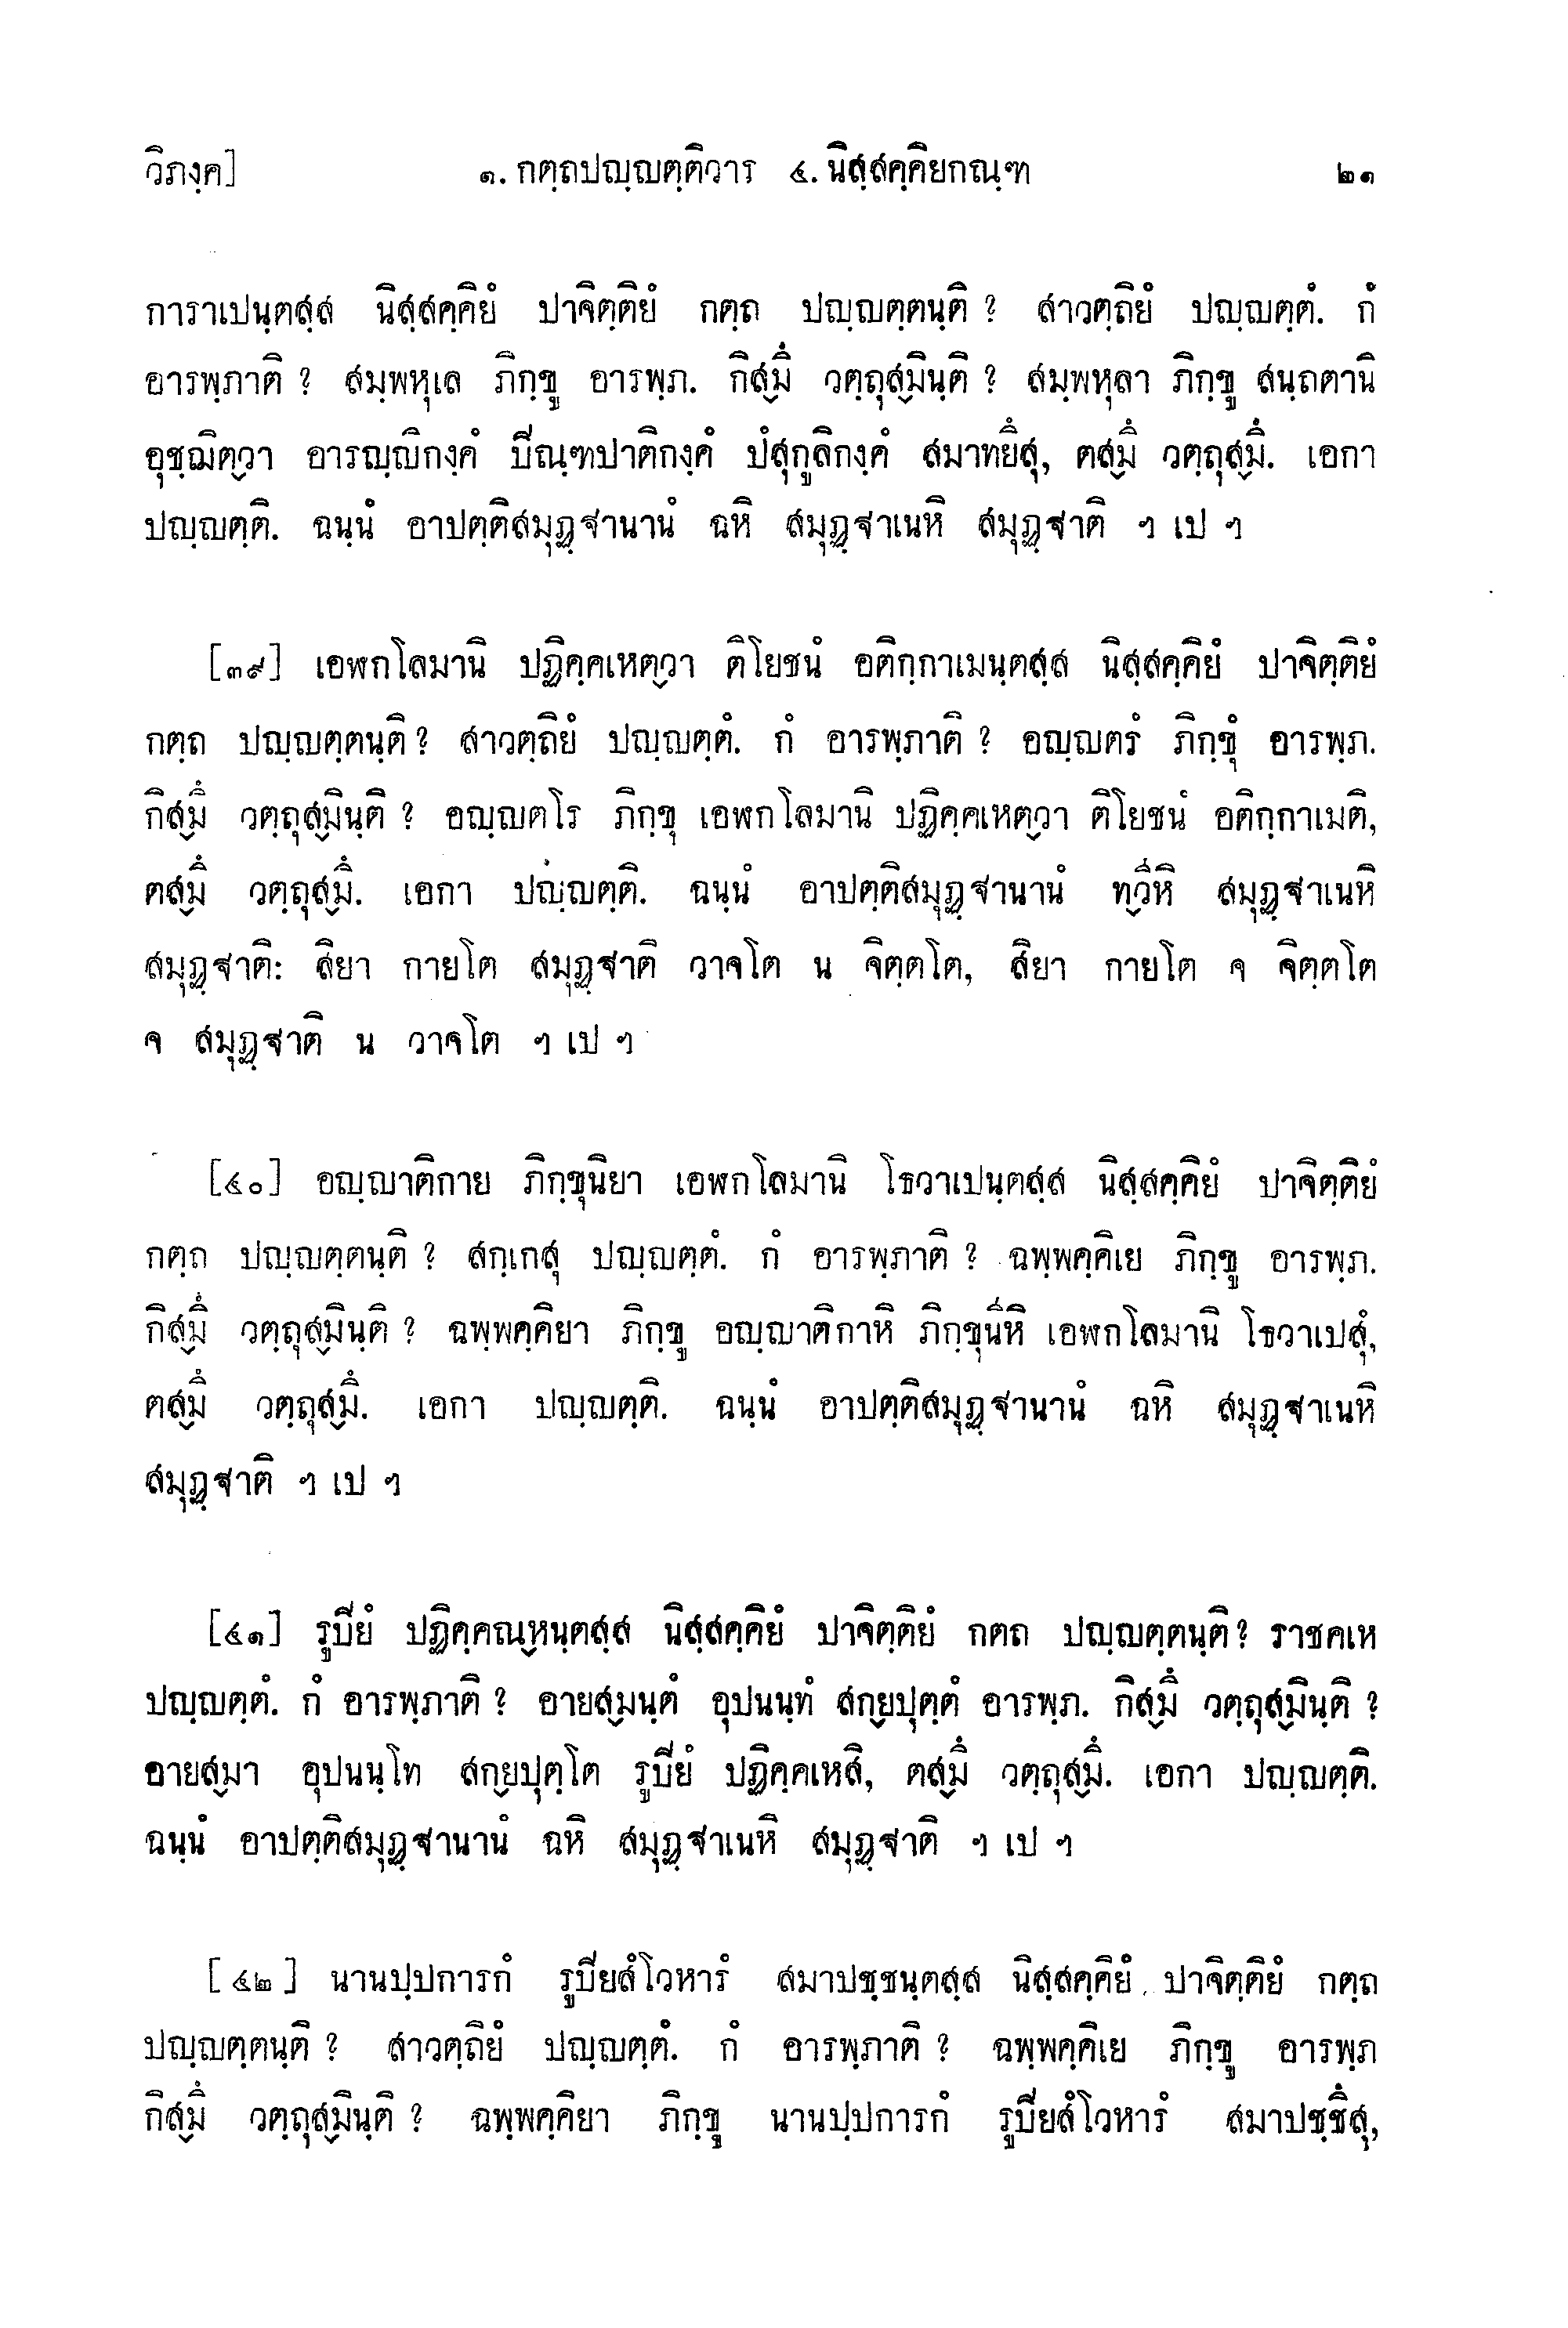 วิภงฺค] ๑. กตฺถปญฺญตฺติวาร ๔. นิสฺสคฺคิยกณฺฑ ๒๑
การาเปนฺตสฺส นิสฺสคฺคิยํ ปาจิตฺติยํ กตฺถ ปญฺญตฺตนฺติ ? สาวตฺถิยํ ปญฺญตฺตํ. กํ
อารพฺภาติ ? สมฺพหุเล ภิกฺขู อารพฺภ. กิสฺมึ วตฺถุสฺมินฺติ ? สมฺพหุลา ภิกฺขู สนฺถตานิ
อุชฺฌิตฺวา อารญฺญิกงฺคํ ปิณฺฑปาติกงฺคํ ปํสุกูลิกงฺคํ สมาทยึสุ, ตสฺมึ วตฺถุสฺมึ. เอกา
ปญฺญตฺติ. ฉนฺนํ อาปตฺติสมุฏฺฐานานํ ฉหิ สมุฏฺฐาเนหิ สมุฏฺฐาติ ฯ เป ฯ
[๓๙] เอฬกโลมานิ ปฏิคฺคเหตฺวา ติโยชนํ อติกฺกาเมนฺตสฺส นิสฺสคฺคิยํ ปาจิตฺติยํ
กตฺถ ปญฺญตฺตนฺติ ? สาวตฺถิยํ ปญฺญตฺตํ. กํ อารพฺภาติ ? อญฺญตรํ ภิกฺขุํ อารพฺภ.
กิสฺมึ วตฺถุสฺมินฺติ ? อญฺญตโร ภิกฺขุ เอฬกโลมานิ ปฏิคฺคเหตฺวา ติโยชนํ อติกฺกาเมติ,
ตสฺมึ วตฺถุสฺมึ. เอกา ปญฺญตฺติ. ฉนฺนํ อาปตฺติสมุฏฺฐานานํ ทฺวีหิ สมุฏฺฐาเนหิ
สมุฏฺฐาติ: สิยา กายโต สมุฏฺฐาติ วาจโต น จิตฺตโต, สิยา กายโต จ จิตฺตโต
จ สมุฏฺฐาติ น วาจโต ฯ เป ฯ
[๔๐] อญฺญาติกาย ภิกฺขุนิยา เอฬกโลมานิ โธวาเปนฺตสฺส นิสฺสคฺคิยํ ปาจิตฺติยํ
กตฺถ ปญฺญตฺตนฺติ ? สกฺเกสุ ปญฺญตฺตํ. กํ อารพฺภาติ ? ฉพฺพคฺคิเย ภิกฺขู อารพฺภ.
กิสฺมึ วตฺถุสฺมินฺติ ? ฉพฺพคฺคิยา ภิกฺขู อญฺญาติกาหิ ภิกฺขุนีหิ เอฬกโลมานิ โธวาเปสุํ,
ตสฺมึ วตฺถุสฺมึ. เอกา ปญฺญตฺติ. ฉนฺนํ อาปตฺติสมุฏฺฐานานํ ฉหิ สมุฏฺฐาเนหิ
สมุฏฺฐาติ ฯ เป ฯ
[๔๑] รูปิยํ ปฏิคฺคณฺหนฺตสฺส นิสฺสคฺคิยํ ปาจิตฺติยํ กตถ ปญฺญตฺตนฺติ ? ราชคเห
ปญฺญตฺตํ. กํ อารพฺภาติ ? อายสฺมนฺตํ อุปนนฺทํ สกฺยปุตฺตํ อารพฺภ. กิสฺมึ วตฺถุสฺมินฺติ ?
อายสฺมา อุปนนฺโท สกฺยปุตฺโต รูปิยํ ปฏิคฺคเหสิ, ตสฺมึ วตฺถุสฺมึ. เอกา ปญฺญตฺติ.
ฉนฺนํ อาปตฺติสมุฏฺฐานานํ ฉหิ สมุฏฺฐาเนหิ สมุฏฺฐาติ ฯ เป ฯ
[๔๒] นานปฺปการกํ รูปิยสํโวหารํ สมาปชฺชนฺตสฺส นิสฺสคฺคิยํ ปาจิตฺติยํ กตฺถ
ปญฺญตฺตนฺติ ? สาวตฺถิยํ ปญฺญตฺตํ. กํ อารพฺภาติ ? ฉพฺพคฺคิเย ภิกฺขู อารพฺภ
กิสฺมึ วตฺถุสฺมินฺติ ? ฉพฺพคฺคิยา ภิกฺขู นานปฺปการกํ รูปิยสํโวหารํ สมาปชฺชึสุ,